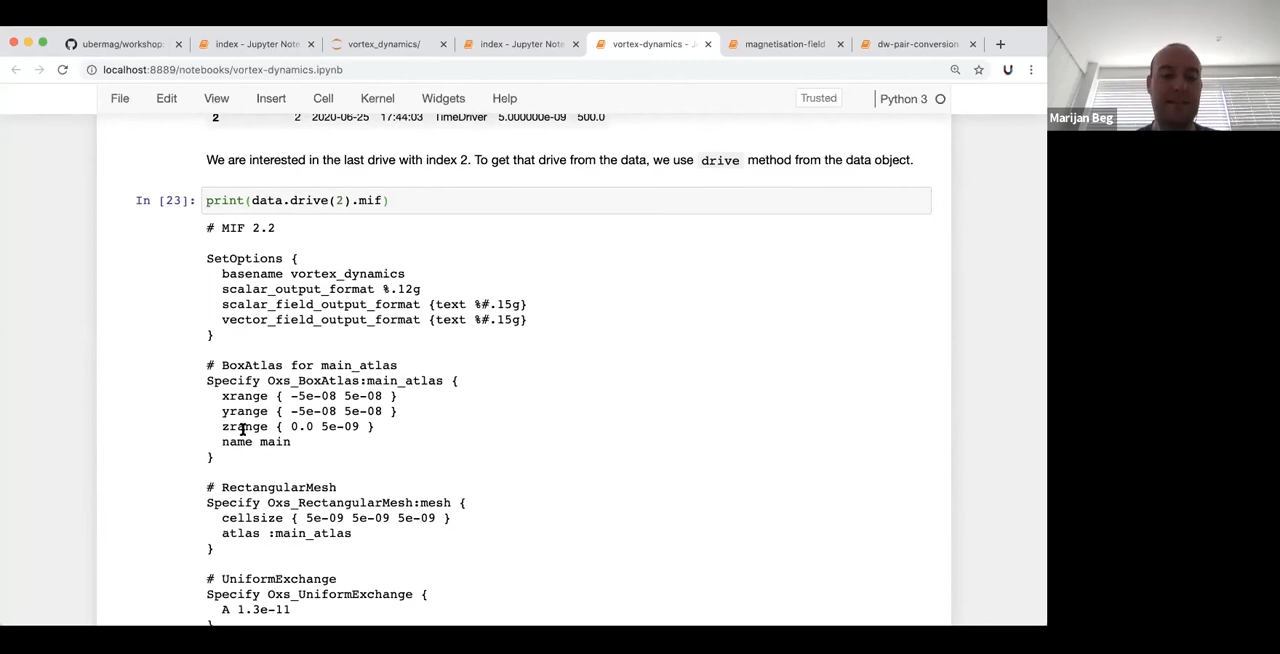 ubermag/workshop:
index - Jupyter Note
vortex_dynamics/
index - Jupyter Note
vortex-dynamics - J
magnetisation-field
dw-pair-conversion
localhost:8889/notebooks/vortex-dynamics.ipynb
File Edit View Insert Cell Kernel Widgets Help
Trusted
Python 3
2 2 2020-06-25 17:44:03 TimeDriver 5.000000e-09 500.0
We are interested in the last drive with index 2. To get that drive from the data, we use drive method from the data object.
In [23]: print(data.drive(2).mif)
# MIF 2.2
SetOptions {
basename vortex_dynamics
scalar_output_format %.12g
scalar_field_output_format {text %#.15g}
vector_field_output_format {text %#.15g}
}
# BoxAtlas for main_atlas
Specify Oxs_BoxAtlas:main_atlas {
xrange { -5e-08 5e-08 }
yrange { -5e-08 5e-08 }
zrange { 0.0 5e-09 }
name main
}
# RectangularMesh
Specify Oxs_RectangularMesh:mesh {
cellsize { 5e-09 5e-09 5e-09 }
atlas :main_atlas
}
# UniformExchange
Specify Oxs_UniformExchange {
A 1.3e-11
}
Marijan Beg